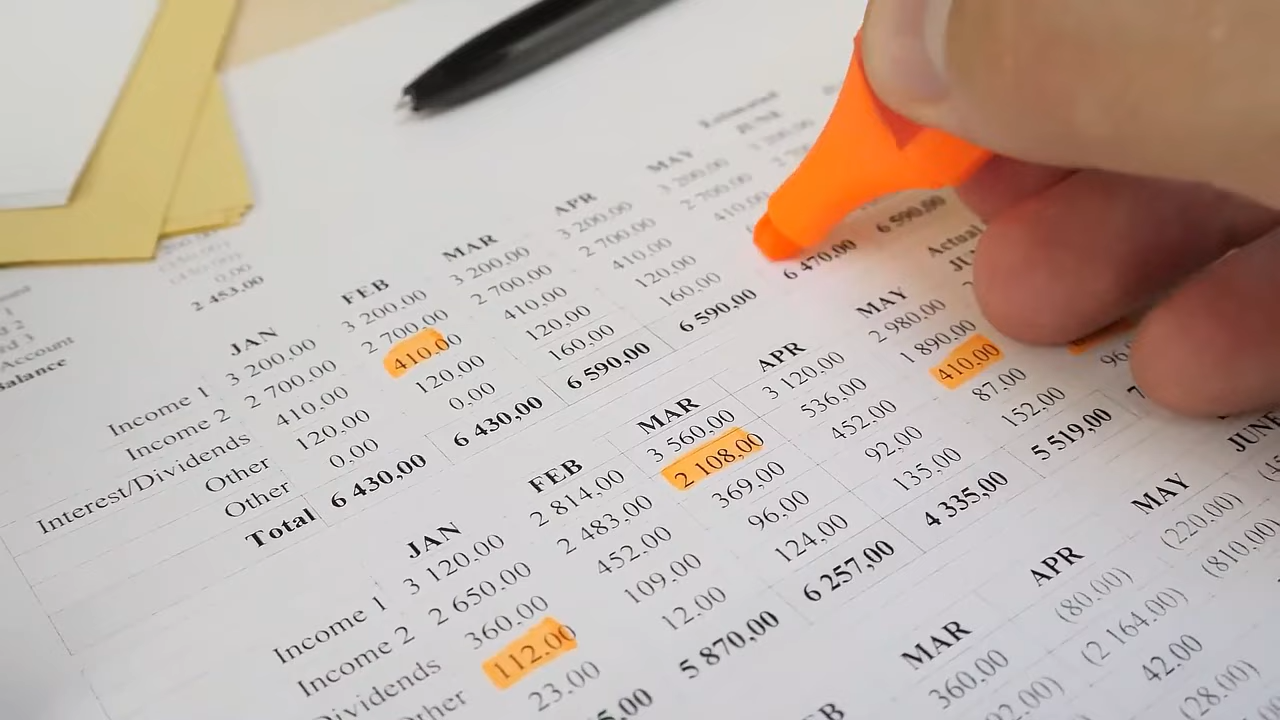 Account
0.00
2 453.00
Estimated
JAN FEB MAR APR MAY JUNE
Income 1 3 200,00 3 200,00 3 200,00 3 200,00 3 200,00 3 200,00
Income 2 2 700,00 2 700,00 2 700,00 2 700,00 2 700,00
Interest/Dividends 410,00 410,00 410,00 410,00 410,00
Other 120,00 120,00 120,00 120,00
Other 0,00 0,00 160,00 160,00
Total 6 430,00 6 430,00 6 590,00 6 590,00 6 470,00 6 590,00
Actual
JAN FEB MAR APR MAY
Income 1 3 120,00 2 814,00 3 560,00 3 120,00 2 980,00
Income 2 2 650,00 2 483,00 2 108,00 536,00 1 890,00
Dividends 360,00 452,00 369,00 452,00 410,00
112,00 109,00 96,00 92,00 87,00
23,00 12,00 124,00 135,00 152,00
5 870,00 6 257,00 4 335,00 5 519,00
MAR APR MAY JUNE
360,00 (80,00) (220,00)
(2 164,00) (810,00)
42,00
(28,00)